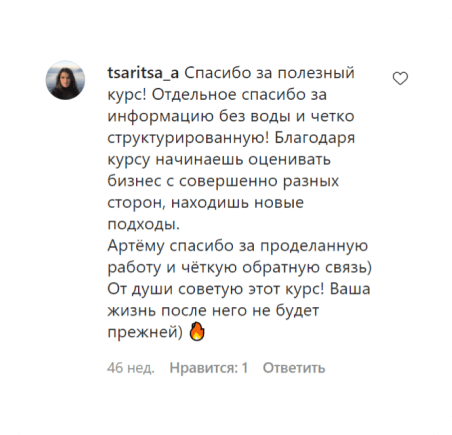 tsaritsa_a Спасибо за полезный
курс! Отдельное спасибо за
информацию без воды и четко
структурированную! Благодаря
курсу начинаешь оценивать
бизнес с совершенно разных
сторон, находишь новые
подходы.
Артёму спасибо за проделанную
работу и чёткую обратную связь)
От души советую этот курс! Ваша
жизнь после него не будет
прежней) 🔥
46 нед. Нравится: 1 Ответить